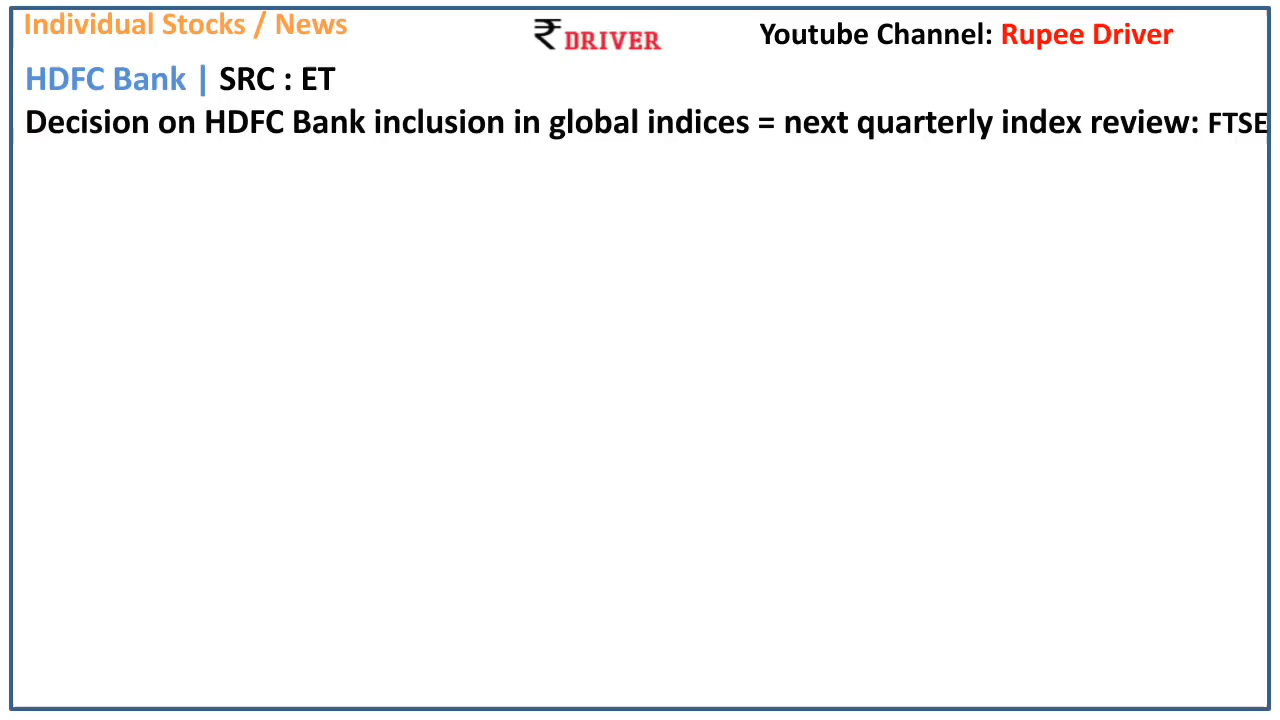 Individual Stocks / News
₹ DRIVER
Youtube Channel: Rupee Driver
HDFC Bank | SRC : ET
Decision on HDFC Bank inclusion in global indices = next quarterly index review: FTSE